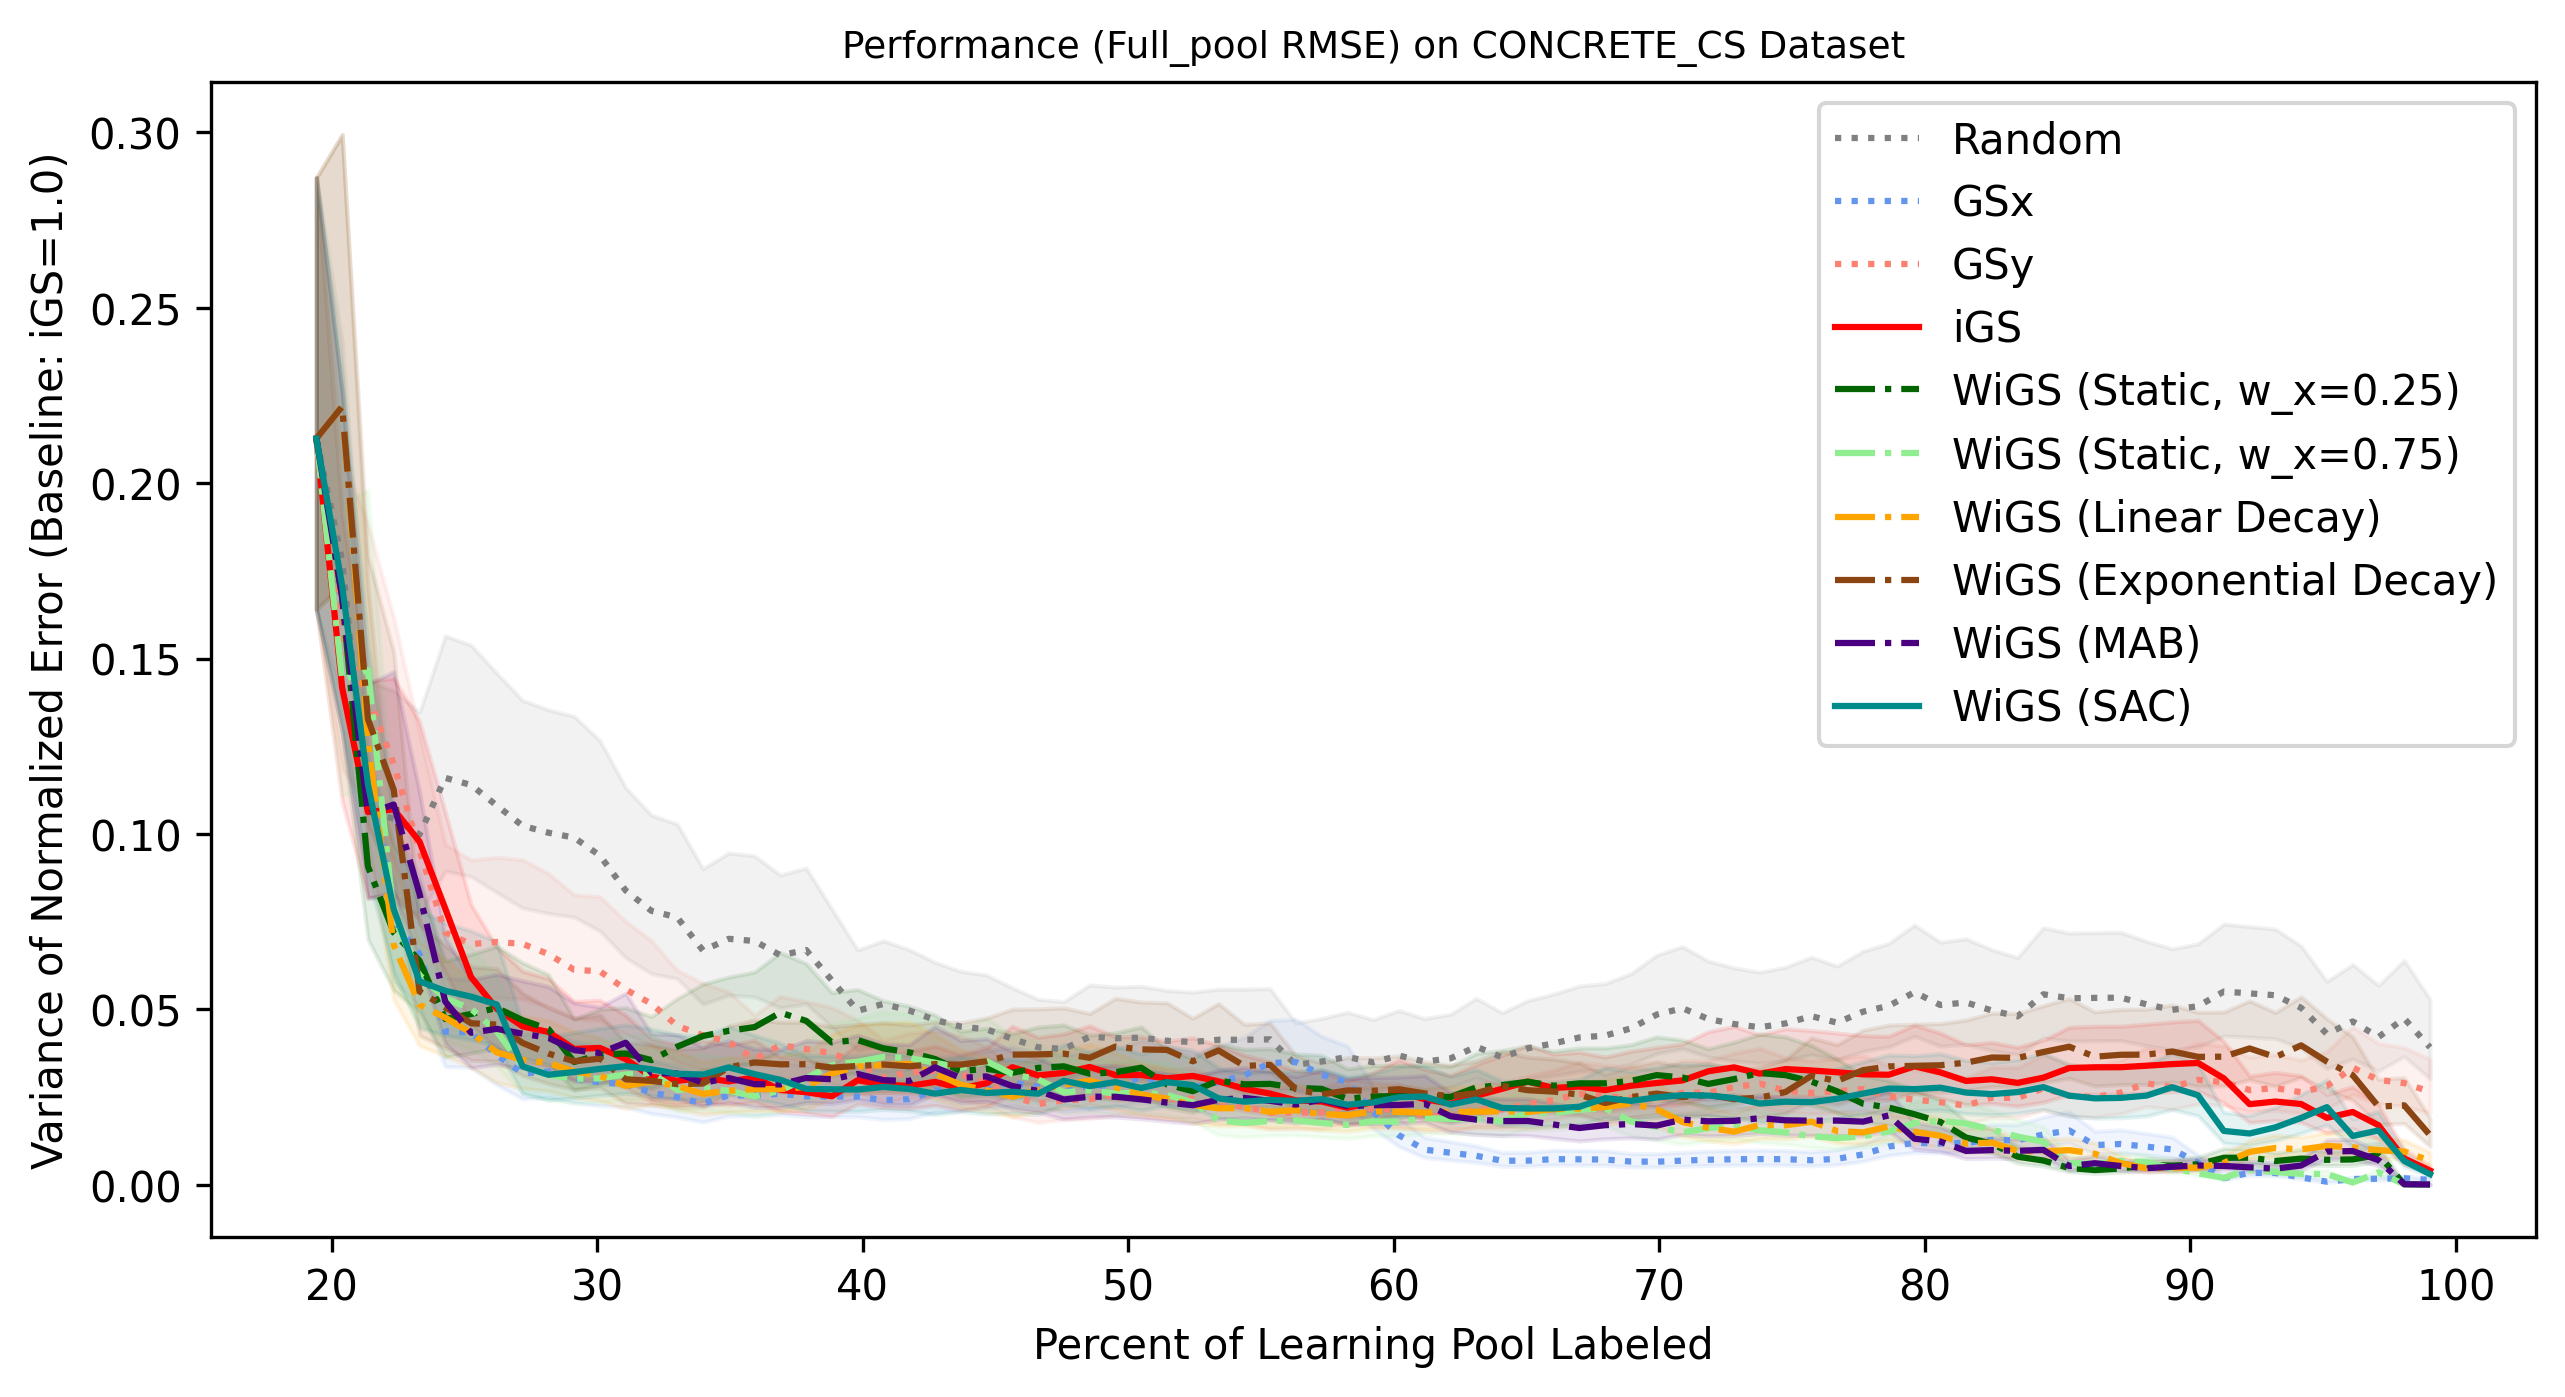 Performance (Full_pool RMSE) on CONCRETE_CS Dataset
Variance of Normalized Error (Baseline: iGS=1.0)
0.30
0.25
0.20
0.15
0.10
0.05
0.00
Random
GSx
GSy
iGS
WiGS (Static, w_x=0.25)
WiGS (Static, w_x=0.75)
WiGS (Linear Decay)
WiGS (Exponential Decay)
WiGS (MAB)
WiGS (SAC)
20 30 40 50 60 70 80 90 100
Percent of Learning Pool Labeled